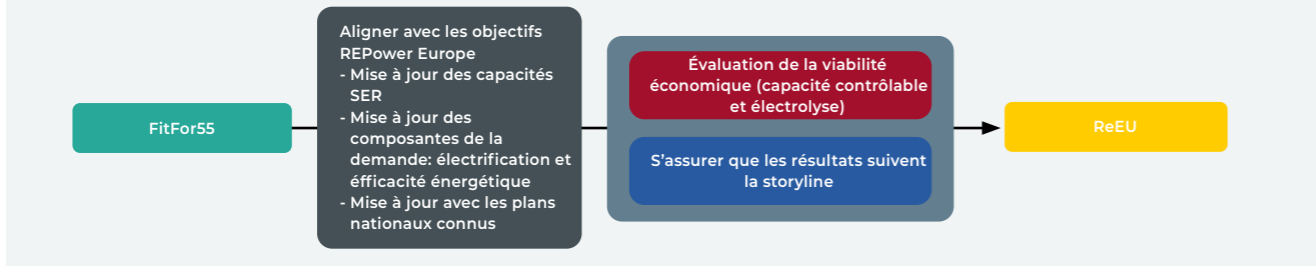 FitFor55
Aligner avec les objectifs
REPower Europe
- Mise à jour des capacités
SER
- Mise à jour des
composantes de la
demande: électrification et
éfficacité énergétique
- Mise à jour avec les plans
nationaux connus
Évaluation de la viabilité
économique (capacité contrôlable
et électrolyse)
S’assurer que les résultats suivent
la storyline
ReEU